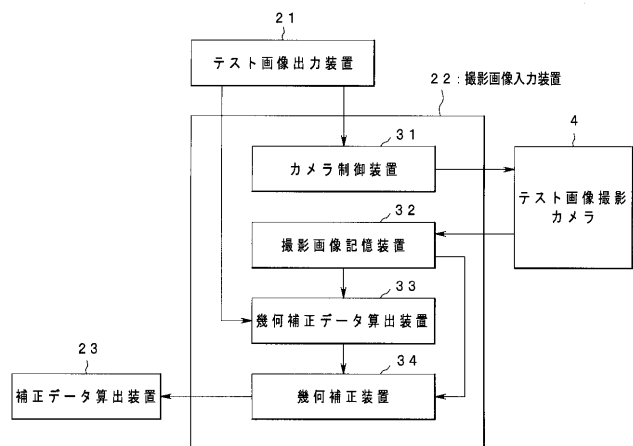 21
テスト画像出力装置
22:撮影画像入力装置
31
カメラ制御装置
4
テスト画像撮影
カメラ
32
撮影画像記憶装置
33
幾何補正データ算出装置
23
補正データ算出装置
34
幾何補正装置